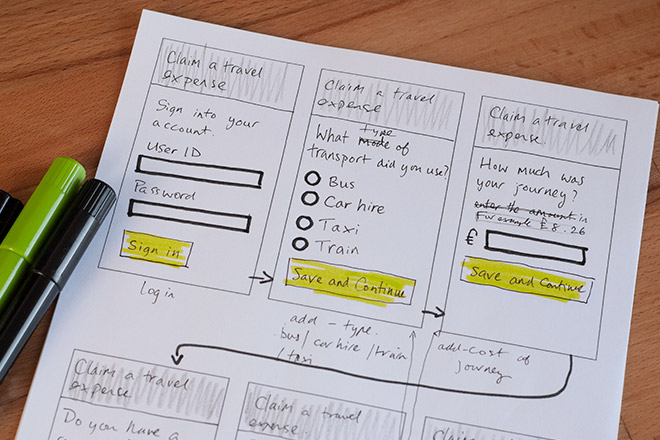 Claim a travel
expense
Sign into your
account.
User ID
Password
Sign in
Log in
Claim a travel
expense
type
What mode of
transport did you use?
Bus
Car hire
Taxi
Train
Save and Continue
add - type.
bus / car hire / train
/ taxi
Claim a travel
expense.
How much was
your journey?
enter the amount in
For example £8.26
£
Save and Continue
add-cost of
journey
Claim a travel
expense
Do you have a
Claim a travel
expense.
Claim a travel